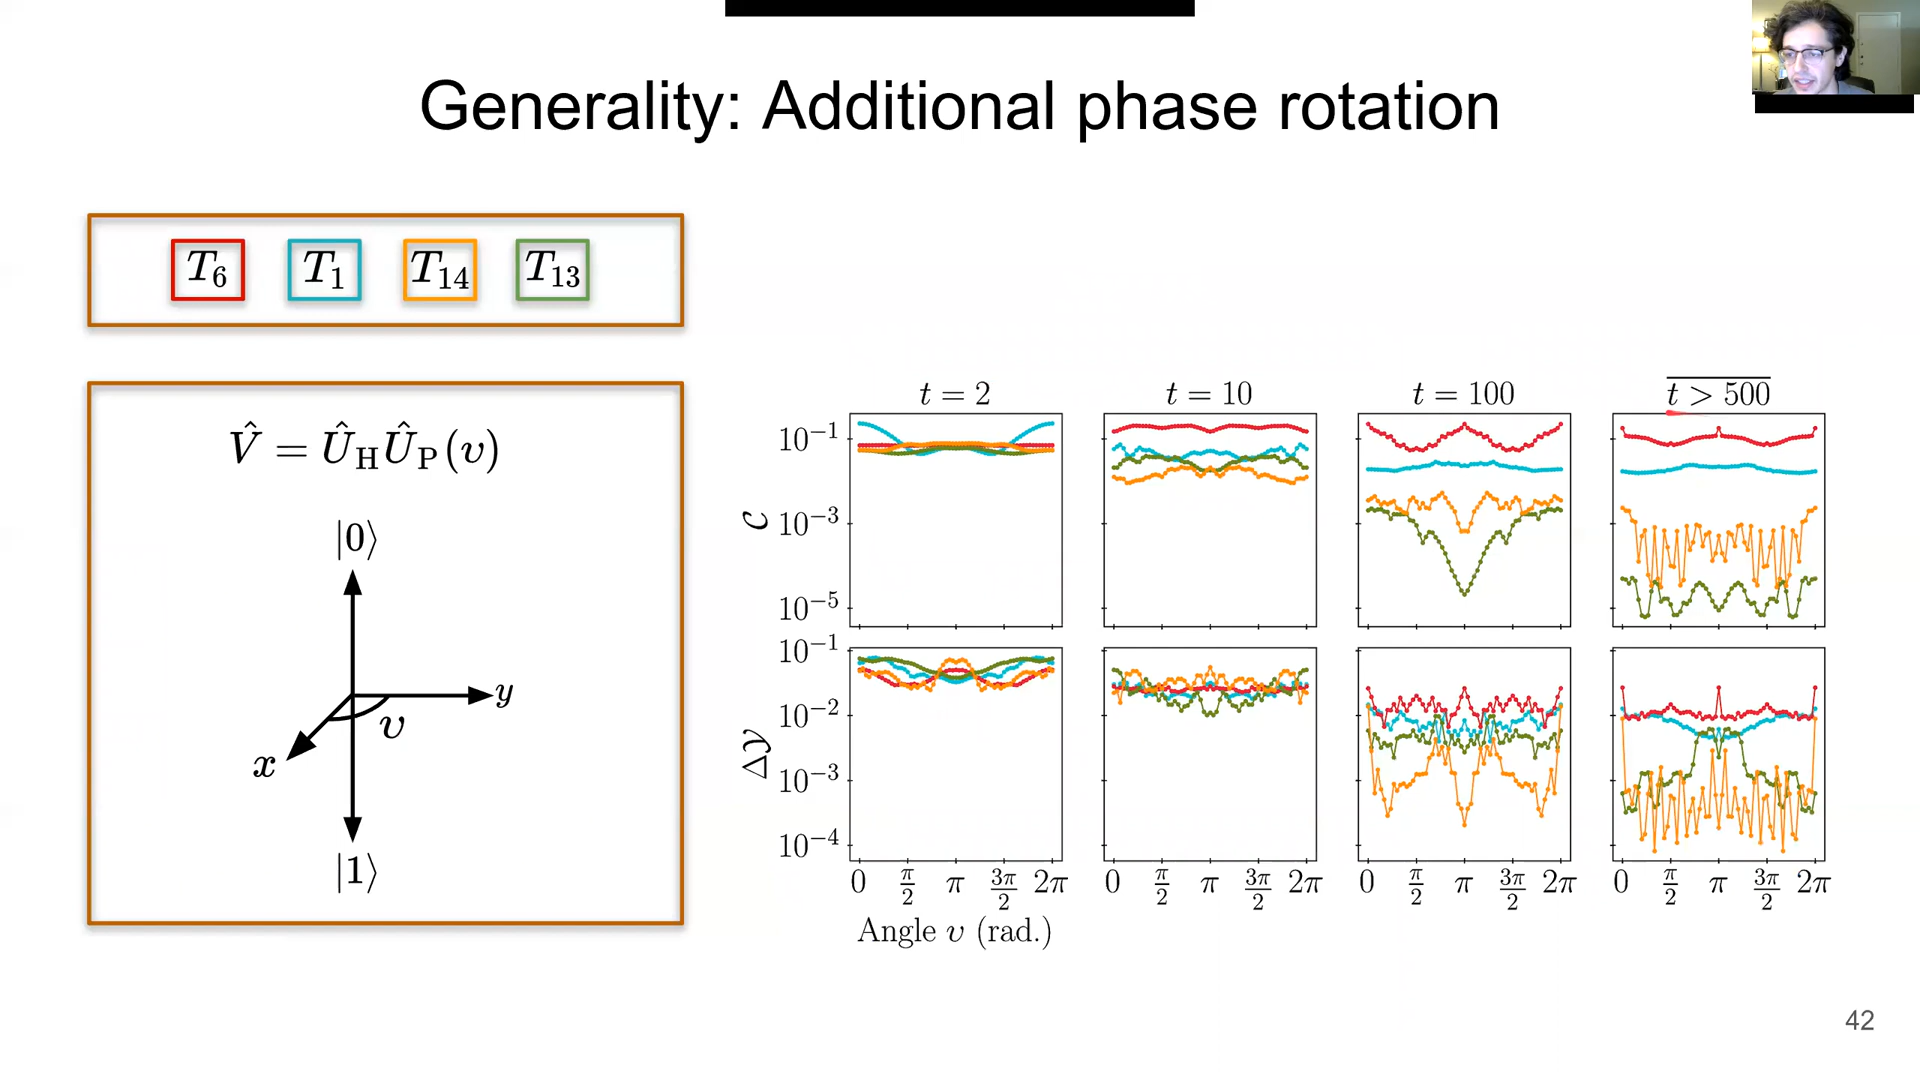 Generality: Additional phase rotation
T₆ T₁ T₁₄ T₁₃
V̂ = Û_H Û_P(υ)
|0⟩
y
υ
x
|1⟩
t = 2 t = 10 t = 100 t > 500
𝒞
10⁻¹
10⁻³
10⁻⁵
Δ𝒴
10⁻¹
10⁻²
10⁻³
10⁻⁴
0 π/2 π 3π/2 2π 0 π/2 π 3π/2 2π 0 π/2 π 3π/2 2π 0 π/2 π 3π/2 2π
Angle υ (rad.)
42